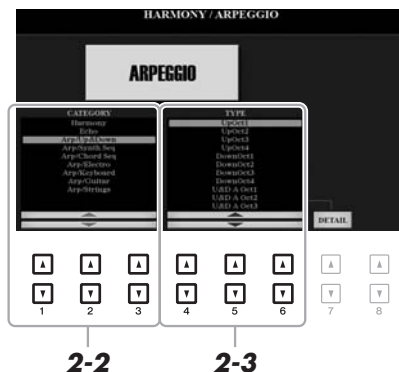 HARMONY / ARPEGGIO
ARPEGGIO
CATEGORY
Harmony
Echo
Arp/Up&Down
Arp/Synth Seq
Arp/Chord Seq
Arp/Electro
Arp/Keyboard
Arp/Guitar
Arp/Strings
TYPE
UpOct1
UpOct2
UpOct3
UpOct4
DownOct1
DownOct2
DownOct3
DownOct4
U&D A Oct1
U&D A Oct2
U&D A Oct3
DETAIL
1 2 3 4 5 6 7 8
2-2 2-3